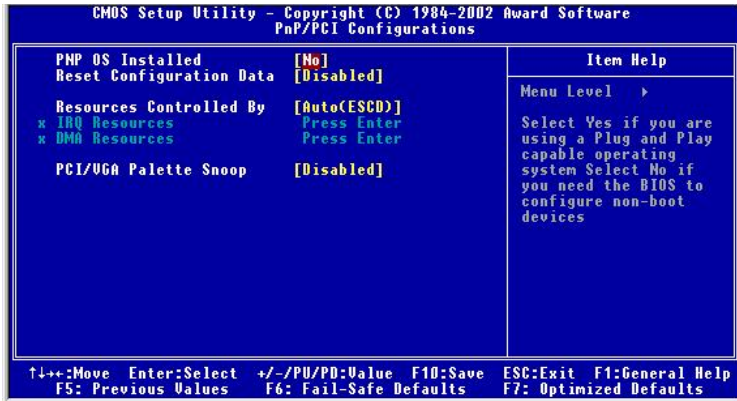 CMOS Setup Utility - Copyright (C) 1984-2002 Award Software
PnP/PCI Configurations
PNP OS Installed [No]
Reset Configuration Data [Disabled]
Resources Controlled By [Auto(ESCD)]
x IRQ Resources Press Enter
x DMA Resources Press Enter
PCI/VGA Palette Snoop [Disabled]
Item Help
Menu Level ▸
Select Yes if you are
using a Plug and Play
capable operating
system Select No if
you need the BIOS to
configure non-boot
devices
↑↓→←:Move Enter:Select +/-/PU/PD:Value F10:Save ESC:Exit F1:General Help
F5: Previous Values F6: Fail-Safe Defaults F7: Optimized Defaults